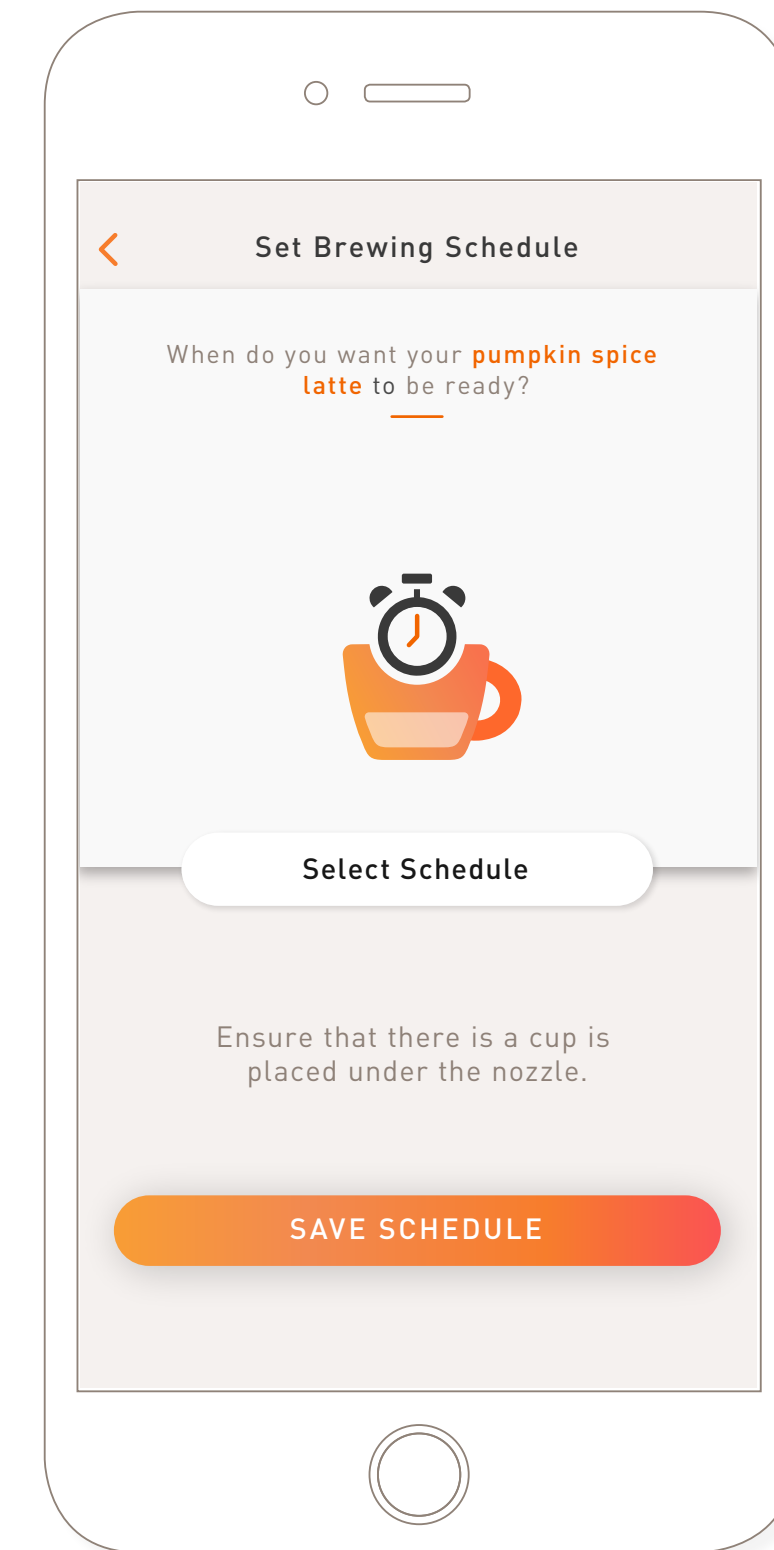 Set Brewing Schedule
When do you want your pumpkin spice
latte to be ready?
Select Schedule
Ensure that there is a cup is
placed under the nozzle.
SAVE SCHEDULE